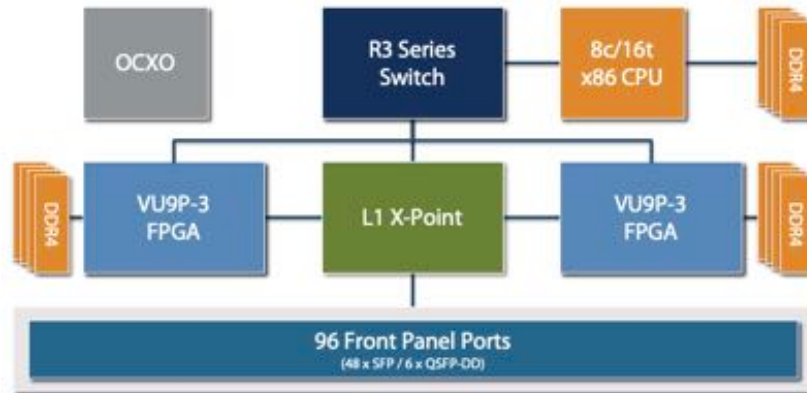 OCXO
R3 Series
Switch
8c/16t
x86 CPU
DDR4
DDR4
VU9P-3
FPGA
L1 X-Point
VU9P-3
FPGA
DDR4
96 Front Panel Ports
(48 x SFP / 6 x QSFP-DD)